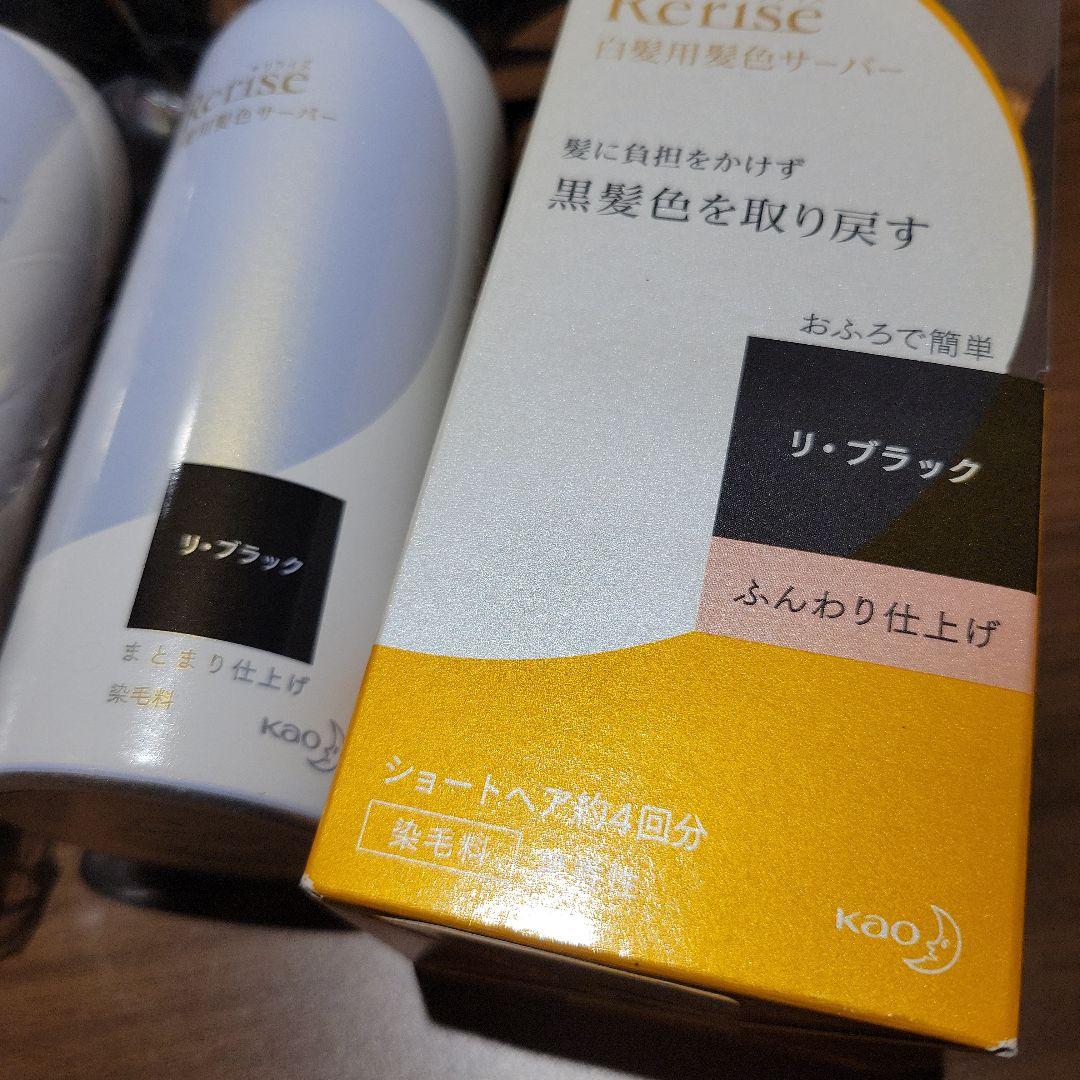 リライズ
Rerise
用髪色サーバー
リ・ブラック
まとまり仕上げ
染毛料
Kao
Rerise
白髪用髪色サーバー
髪に負担をかけず
黒髪色を取り戻す
おふろで簡単
リ・ブラック
ふんわり仕上げ
ショートヘア約4回分
染毛料
Kao